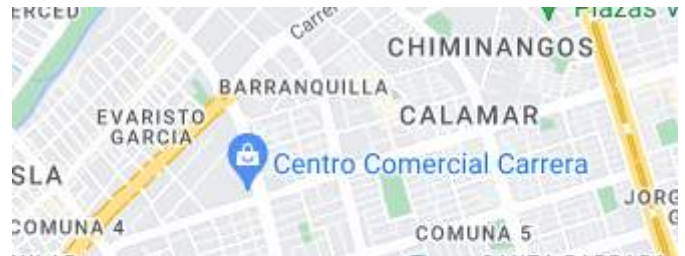 ERCED
Carre
Plazas V
CHIMINANGOS
BARRANQUILLA
EVARISTO
GARCIA
CALAMAR
Centro Comercial Carrera
SLA
JORG
G
COMUNA 4
COMUNA 5